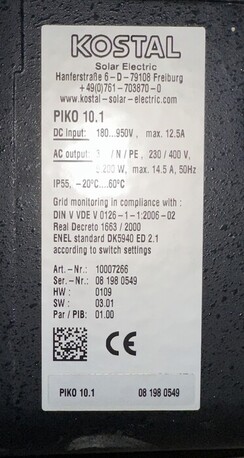 KOSTAL
Solar Electric
Hanferstraße 6-D-79108 Freiburg
+49(0)761-703870-0
www.kostal-solar-electric.com
PIKO 10.1
DC Input: 180...950V, max. 12.5A
AC output: 3 / N / PE, 230 / 400 V,
200 W, max. 14.5 A, 50Hz
IP55, -20°C...60°C
Grid monitoring in compliance with:
DIN V VDE V 0126-1-1:2006-02
Real Decreto 1663 / 2000
ENEL standard DK5940 ED 2.1
according to switch settings
Art.-Nr.: 10007266
Ser.-Nr.: 08 198 0549
HW : 0109
SW : 03.01
Par / PIB: 01.00
CE
PIKO 10.1 08 198 0549